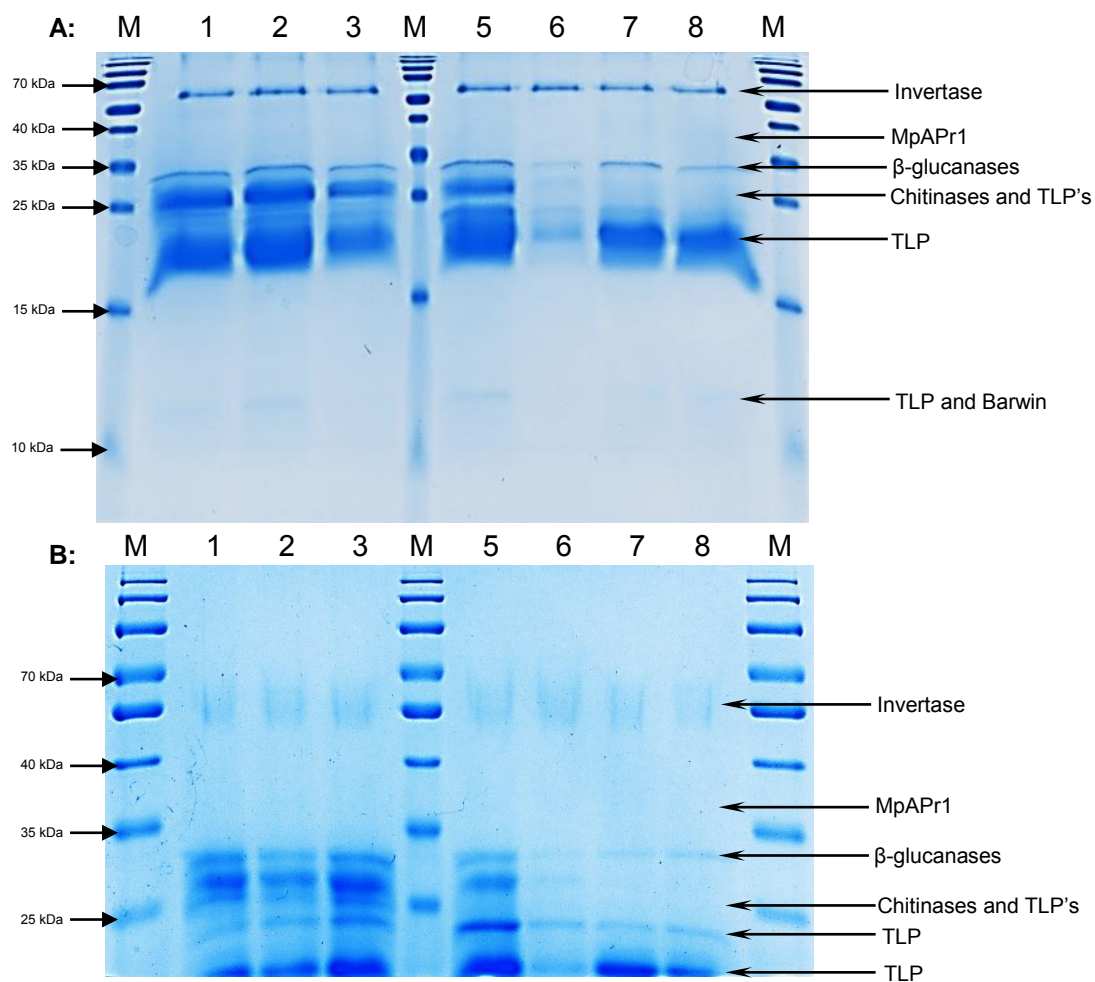 A: M 1 2 3 M 5 6 7 8 M
70 kDa
Invertase
40 kDa
MpAPr1
35 kDa
β-glucanases
Chitinases and TLP's
25 kDa
TLP
15 kDa
TLP and Barwin
10 kDa
B: M 1 2 3 M 5 6 7 8 M
70 kDa
Invertase
40 kDa
MpAPr1
35 kDa
β-glucanases
Chitinases and TLP's
25 kDa
TLP
TLP